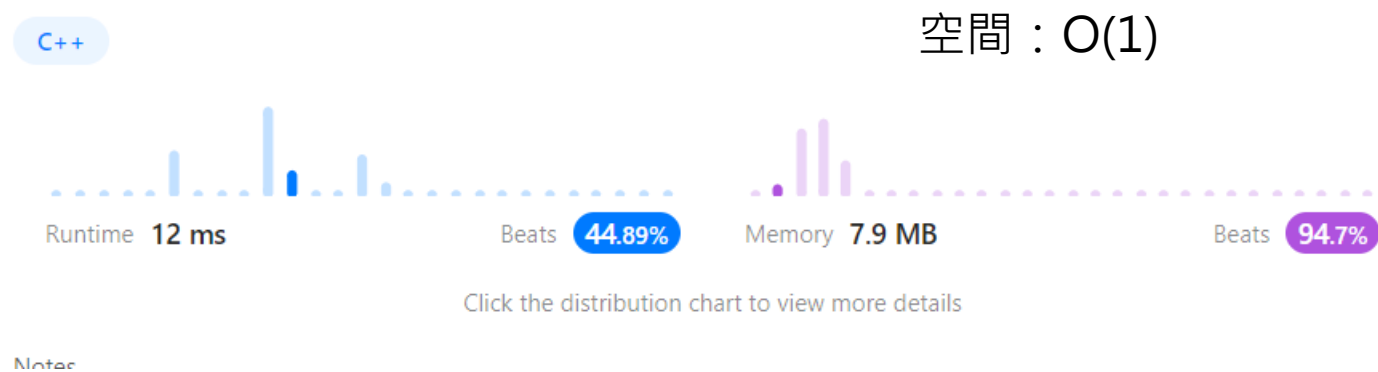 空間：O(1)
C++
Runtime 12 ms Beats 44.89% Memory 7.9 MB Beats 94.7%
Click the distribution chart to view more details
Notes